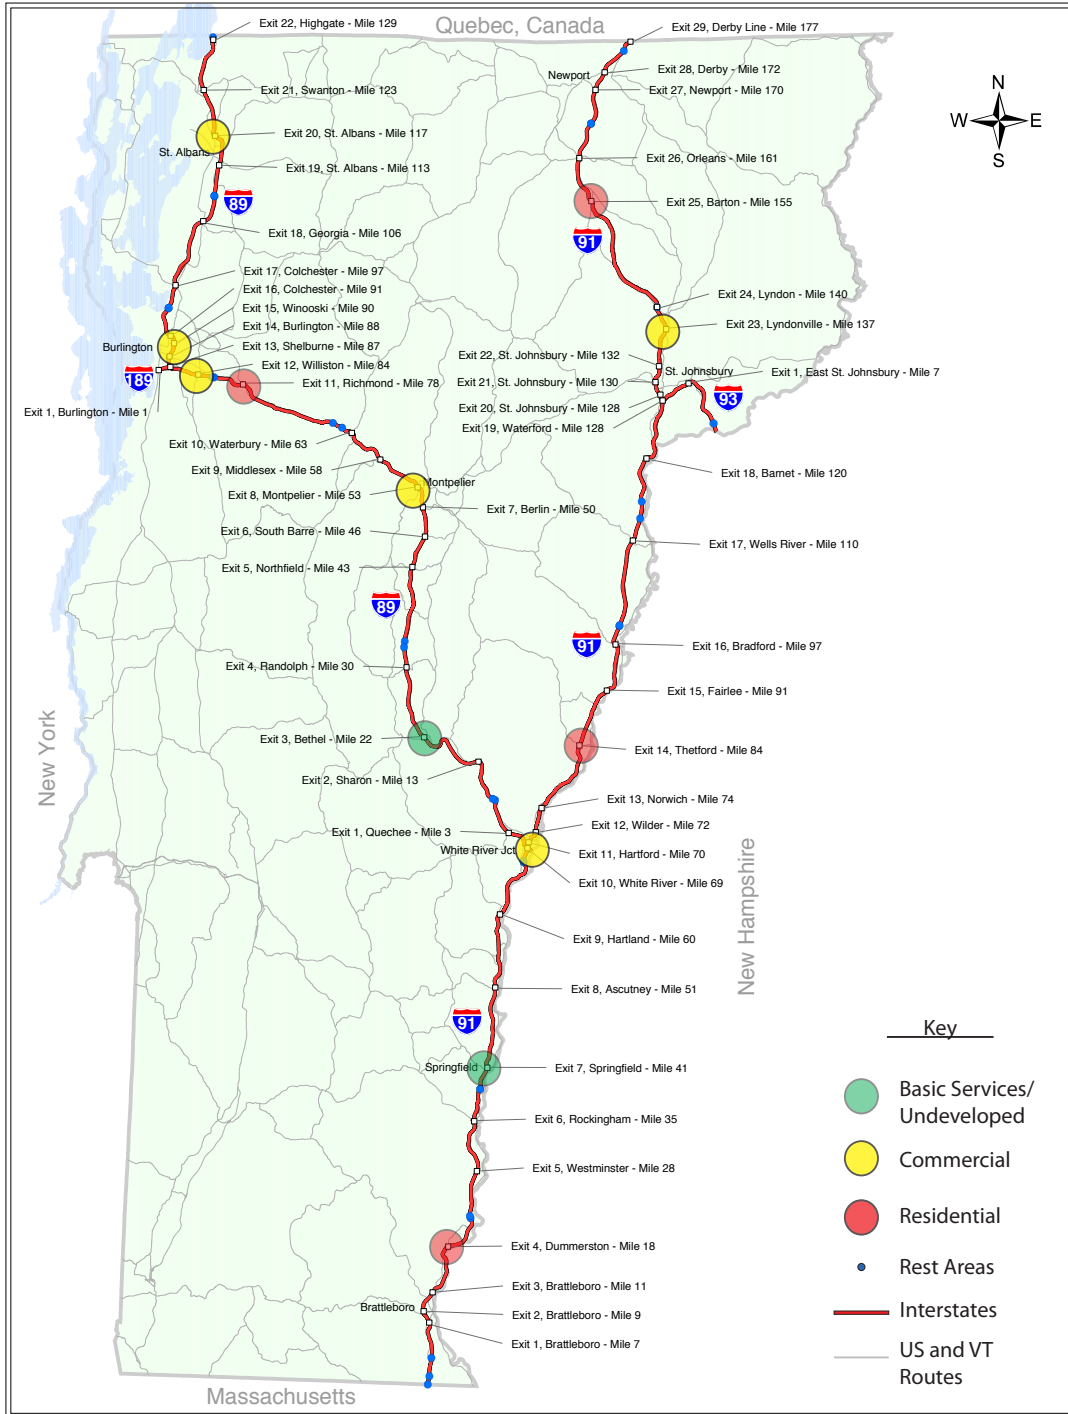 Quebec, Canada
Exit 22, Highgate - Mile 129
Exit 21, Swanton - Mile 123
Exit 20, St. Albans - Mile 117
St. Albans
Exit 19, St. Albans - Mile 113
89
Exit 18, Georgia - Mile 106
Exit 17, Colchester - Mile 97
Exit 16, Colchester - Mile 91
Exit 15, Winooski - Mile 90
Exit 14, Burlington - Mile 88
Burlington
Exit 13, Shelburne - Mile 87
Exit 12, Williston - Mile 84
189
Exit 11, Richmond - Mile 78
Exit 1, Burlington - Mile 1
Exit 10, Waterbury - Mile 63
Exit 9, Middlesex - Mile 58
Montpelier
Exit 8, Montpelier - Mile 53
Exit 7, Berlin - Mile 50
Exit 6, South Barre - Mile 46
Exit 5, Northfield - Mile 43
89
Exit 4, Randolph - Mile 30
Exit 3, Bethel - Mile 22
Exit 2, Sharon - Mile 13
Exit 1, Quechee - Mile 3
White River Jct
Exit 29, Derby Line - Mile 177
Newport
Exit 28, Derby - Mile 172
Exit 27, Newport - Mile 170
Exit 26, Orleans - Mile 161
Exit 25, Barton - Mile 155
91
Exit 24, Lyndon - Mile 140
Exit 23, Lyndonville - Mile 137
Exit 22, St. Johnsbury - Mile 132
St. Johnsbury
Exit 1, East St. Johnsbury - Mile 7
Exit 21, St. Johnsbury - Mile 130
93
Exit 20, St. Johnsbury - Mile 128
Exit 19, Waterford - Mile 128
Exit 18, Barnet - Mile 120
Exit 17, Wells River - Mile 110
91
Exit 16, Bradford - Mile 97
Exit 15, Fairlee - Mile 91
Exit 14, Thetford - Mile 84
Exit 13, Norwich - Mile 74
Exit 12, Wilder - Mile 72
Exit 11, Hartford - Mile 70
Exit 10, White River - Mile 69
Exit 9, Hartland - Mile 60
Exit 8, Ascutney - Mile 51
91
Springfield
Exit 7, Springfield - Mile 41
Exit 6, Rockingham - Mile 35
Exit 5, Westminster - Mile 28
Exit 4, Dummerston - Mile 18
Exit 3, Brattleboro - Mile 11
Brattleboro
Exit 2, Brattleboro - Mile 9
Exit 1, Brattleboro - Mile 7
New York
New Hampshire
Massachusetts
N
W
E
S
Key
Basic Services/
Undeveloped
Commercial
Residential
Rest Areas
Interstates
US and VT
Routes